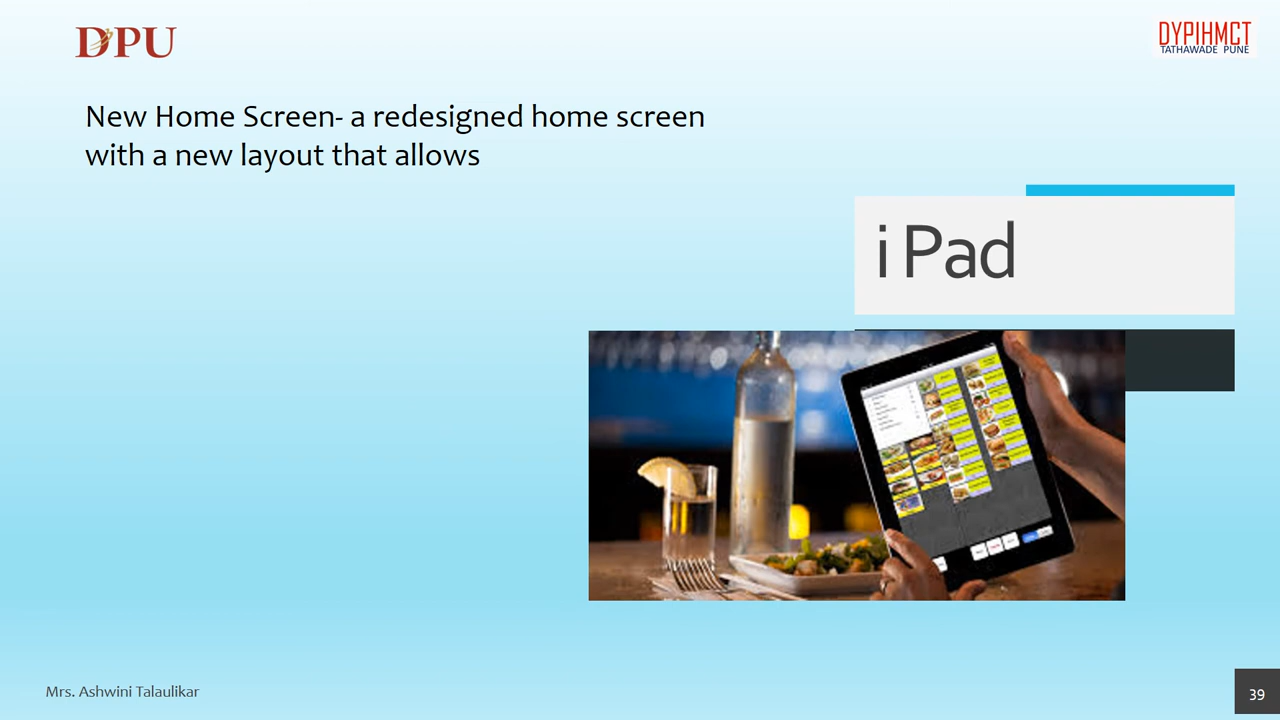 DPU
DYPIHMCT
TATHAWADE PUNE
New Home Screen- a redesigned home screen
with a new layout that allows
i Pad
Mrs. Ashwini Talaulikar
39